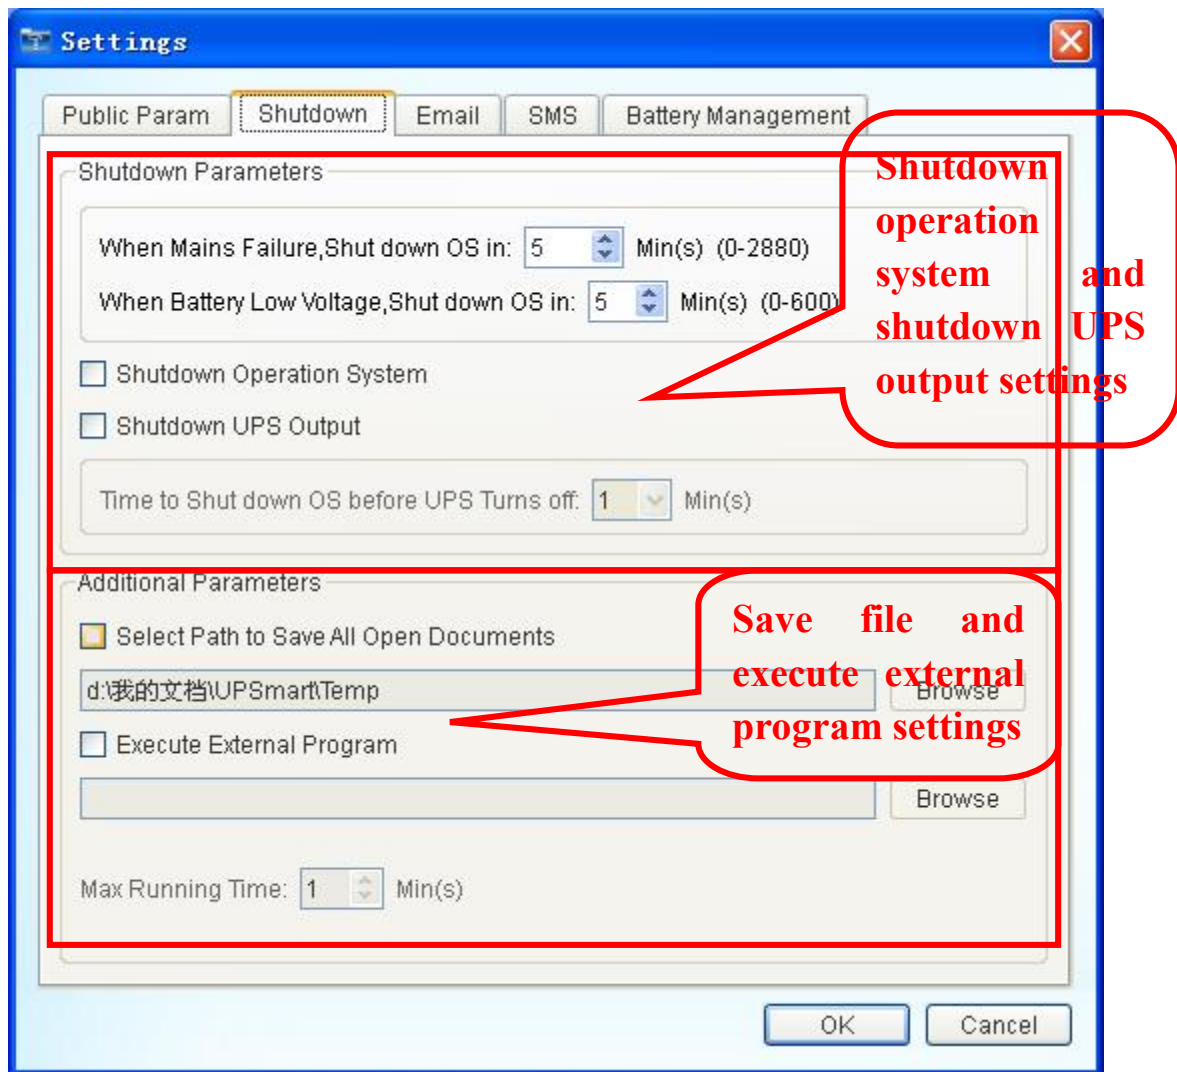 Settings
Public Param Shutdown Email SMS Battery Management
Shutdown Parameters
When Mains Failure,Shut down OS in: 5 Min(s) (0-2880)
When Battery Low Voltage,Shut down OS in: 5 Min(s) (0-600)
Shutdown Operation System
Shutdown UPS Output
Time to Shut down OS before UPS Turns off: 1 Min(s)
Shutdown
operation
system and
shutdown UPS
output settings
Additional Parameters
Select Path to Save All Open Documents
d:\我的文档\UPSmart\Temp Browse
Execute External Program
Browse
Max Running Time: 1 Min(s)
Save file and
execute external
program settings
OK Cancel